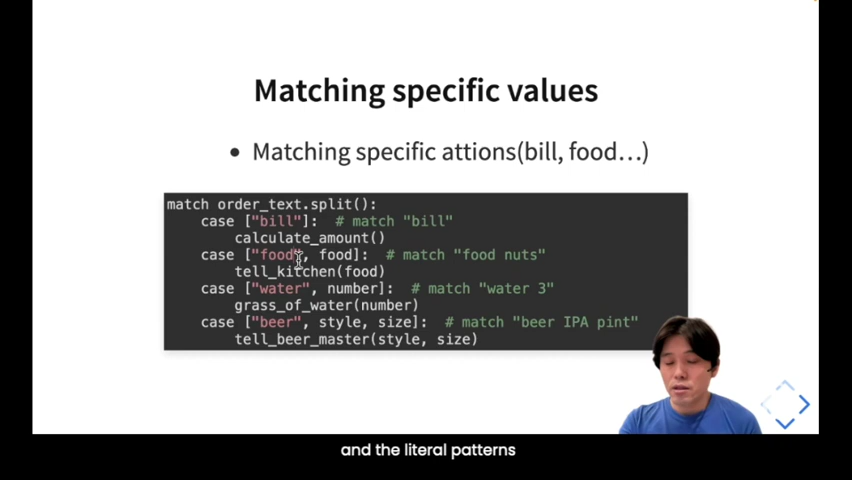 Matching specific values
• Matching specific attions(bill, food...)
match order_text.split():
    case ["bill"]:  # match "bill"
        calculate_amount()
    case ["food", food]:  # match "food nuts"
        tell_kitchen(food)
    case ["water", number]:  # match "water 3"
        grass_of_water(number)
    case ["beer", style, size]:  # match "beer IPA pint"
        tell_beer_master(style, size)
and the literal patterns